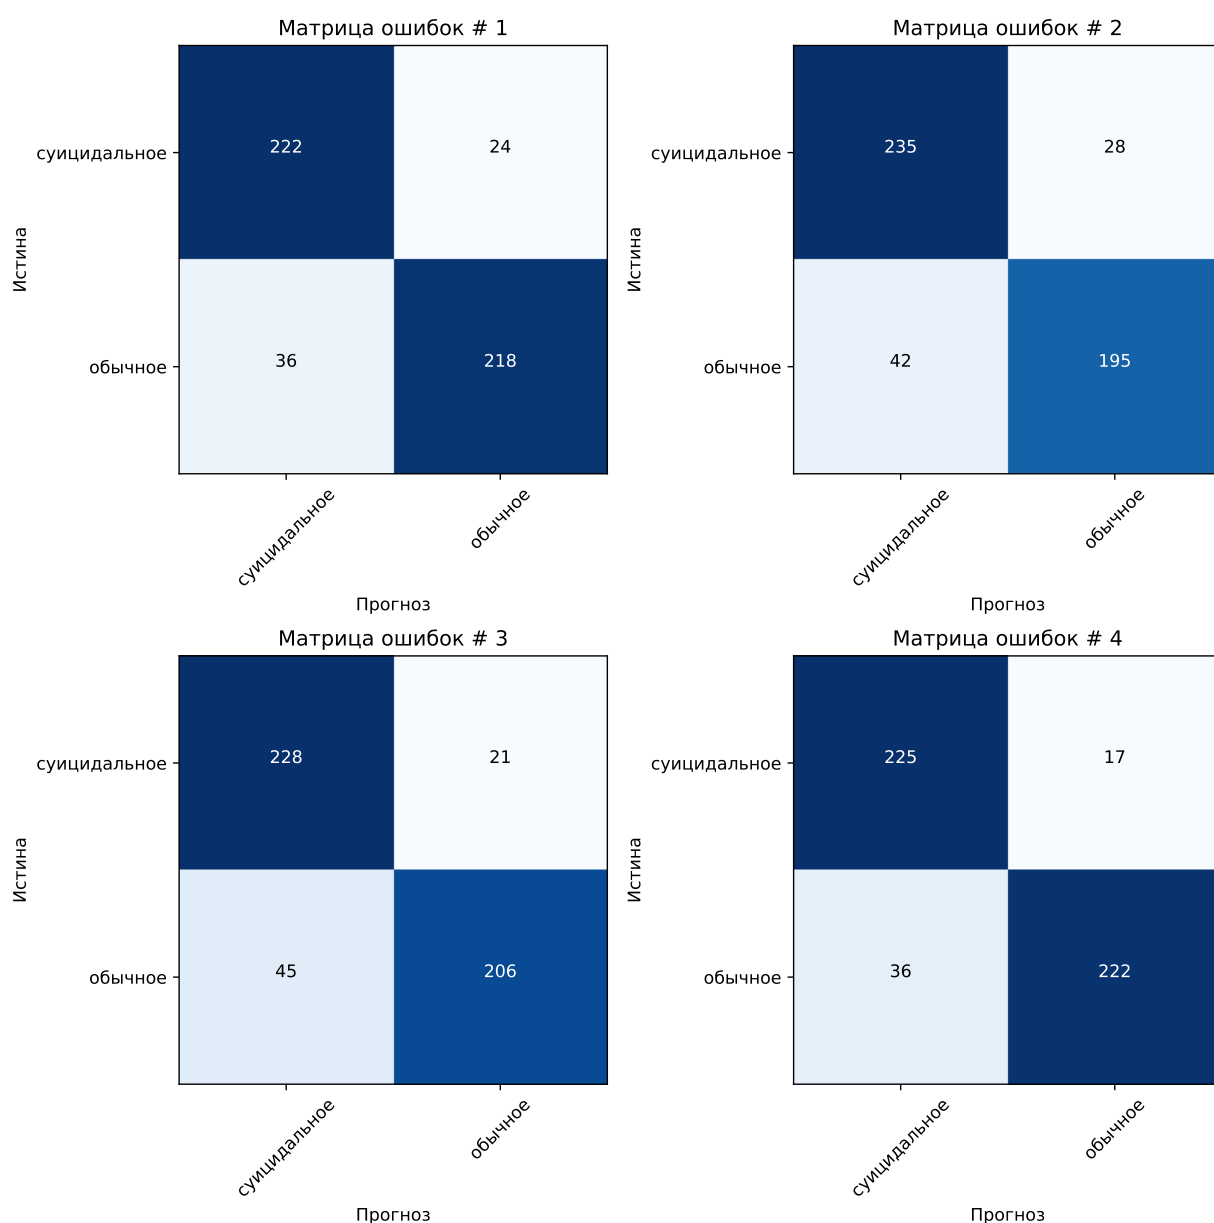 Матрица ошибок # 1
суицидальное
222
24
обычное
36
218
Истина
суицидальное
обычное
Прогноз
Матрица ошибок # 2
суицидальное
235
28
обычное
42
195
Истина
суицидальное
обычное
Прогноз
Матрица ошибок # 3
суицидальное
228
21
обычное
45
206
Истина
суицидальное
обычное
Прогноз
Матрица ошибок # 4
суицидальное
225
17
обычное
36
222
Истина
суицидальное
обычное
Прогноз